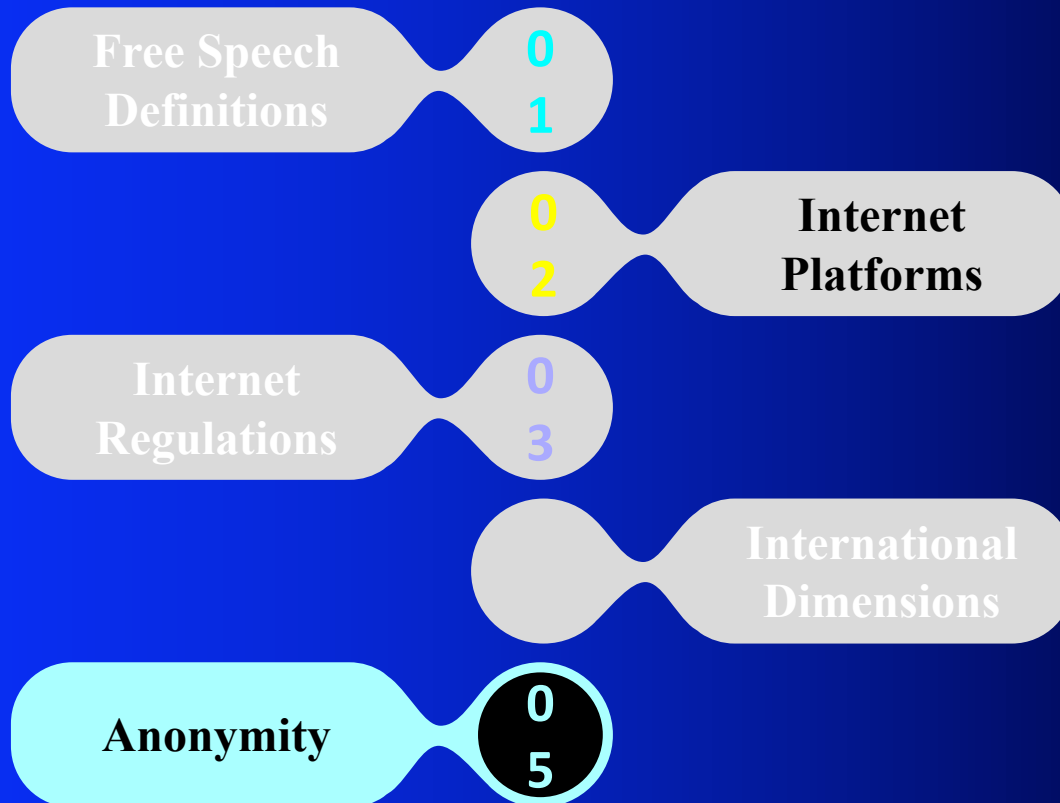 Free Speech
Definitions
0
1
0
2
Internet
Platforms
Internet
Regulations
0
3
International
Dimensions
Anonymity
0
5